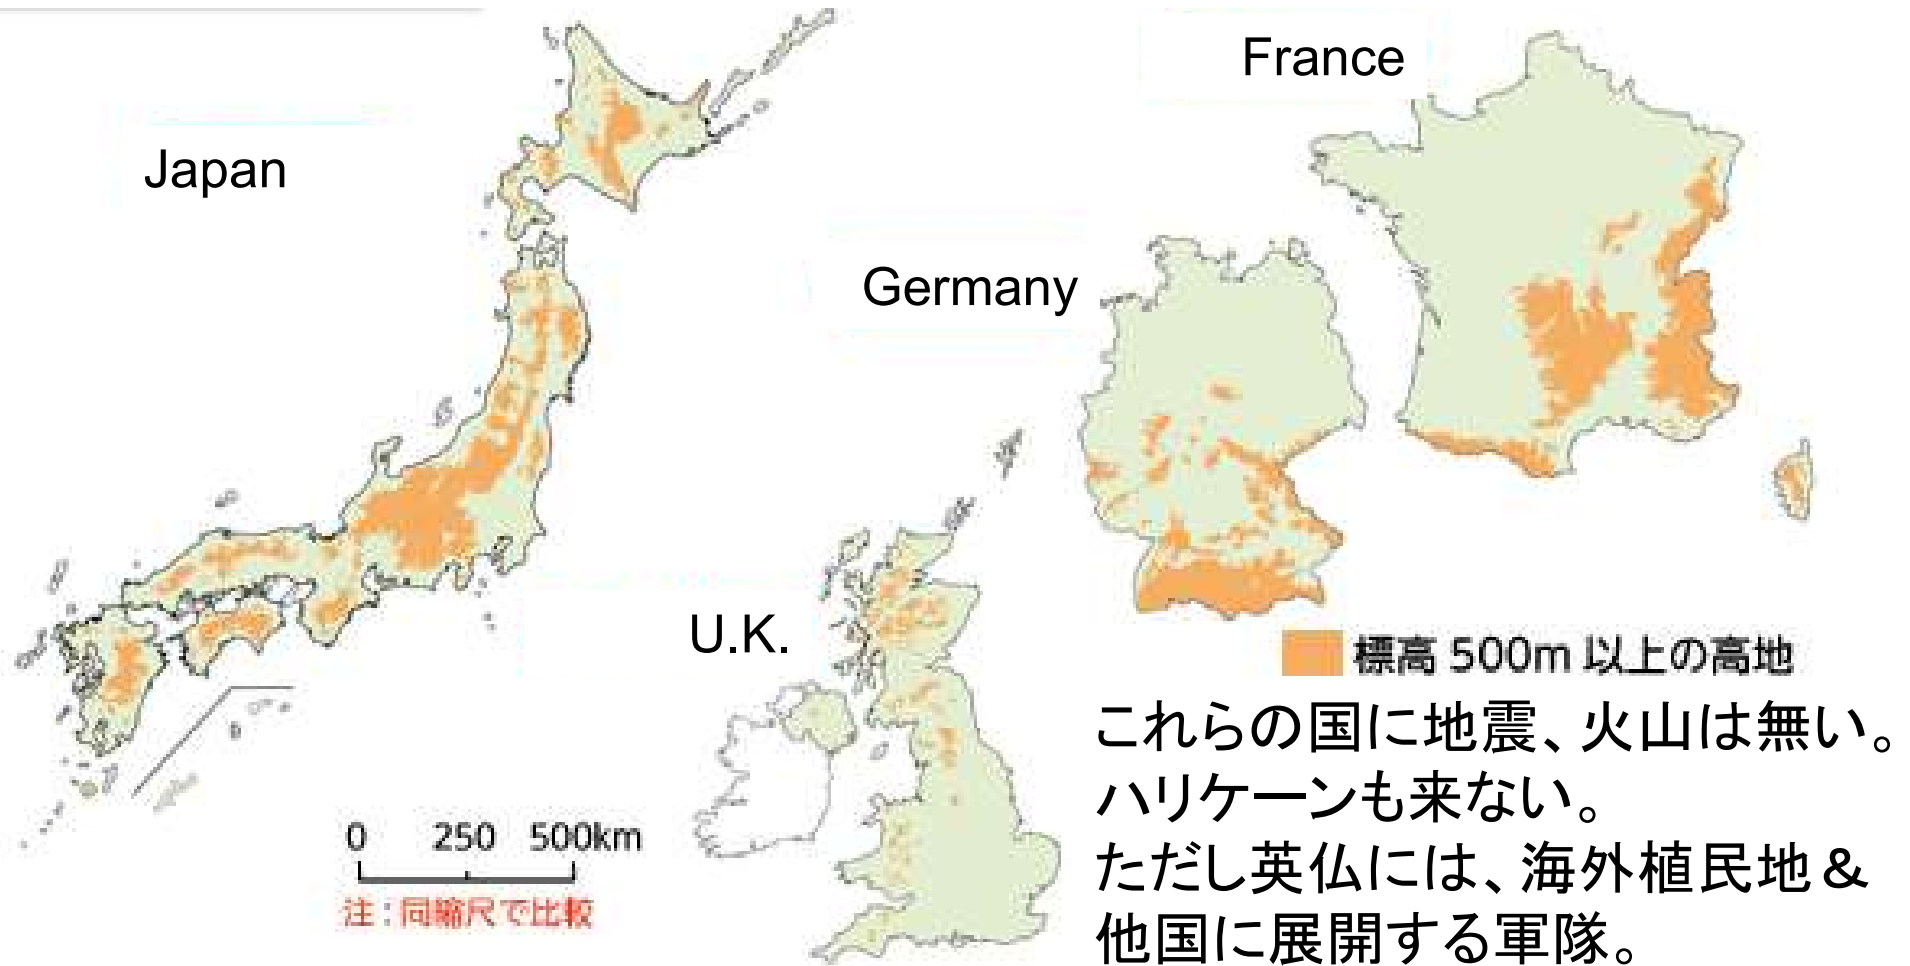 Japan
France
Germany
U.K.
標高 500m 以上の高地
これらの国に地震、火山は無い。
ハリケーンも来ない。
ただし英仏には、海外植民地＆
他国に展開する軍隊。
0 250 500km
注：同縮尺で比較